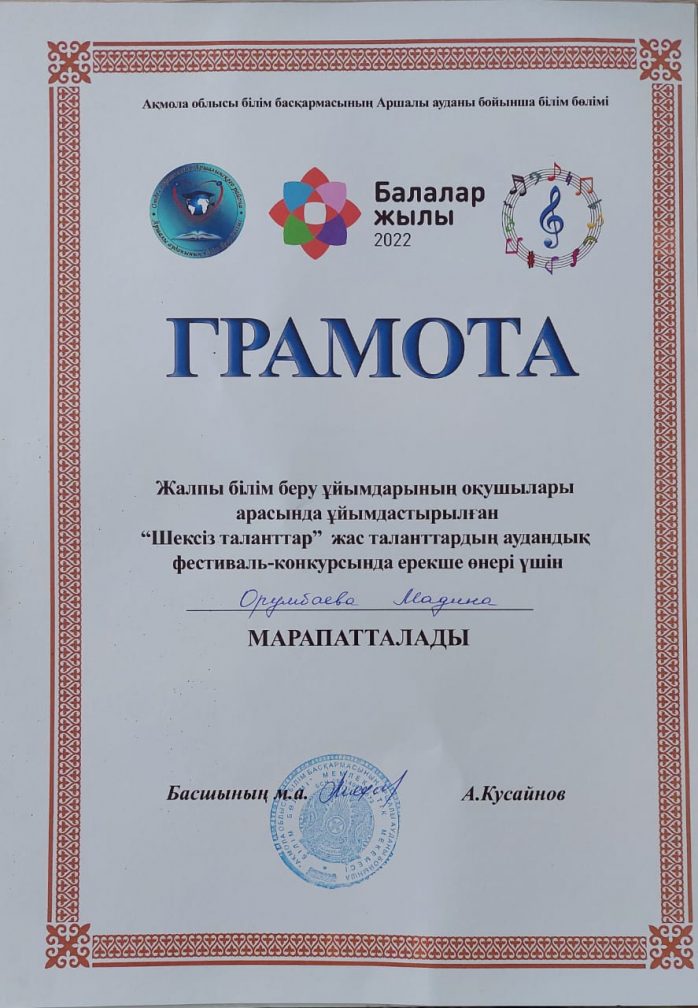 Ақмола облысы білім басқармасының Аршалы ауданы бойынша білім бөлімі
Балалар
жылы
2022
ГРАМОТА
Жалпы білім беру ұйымдарының оқушылары
арасында ұйымдастырылған
“Шексіз таланттар” жас таланттардың аудандық
фестиваль-конкурсында ерекше өнері үшін
Орумбаева Мадина
МАРАПАТТАЛАДЫ
Басшының м.а.
А.Кусайнов